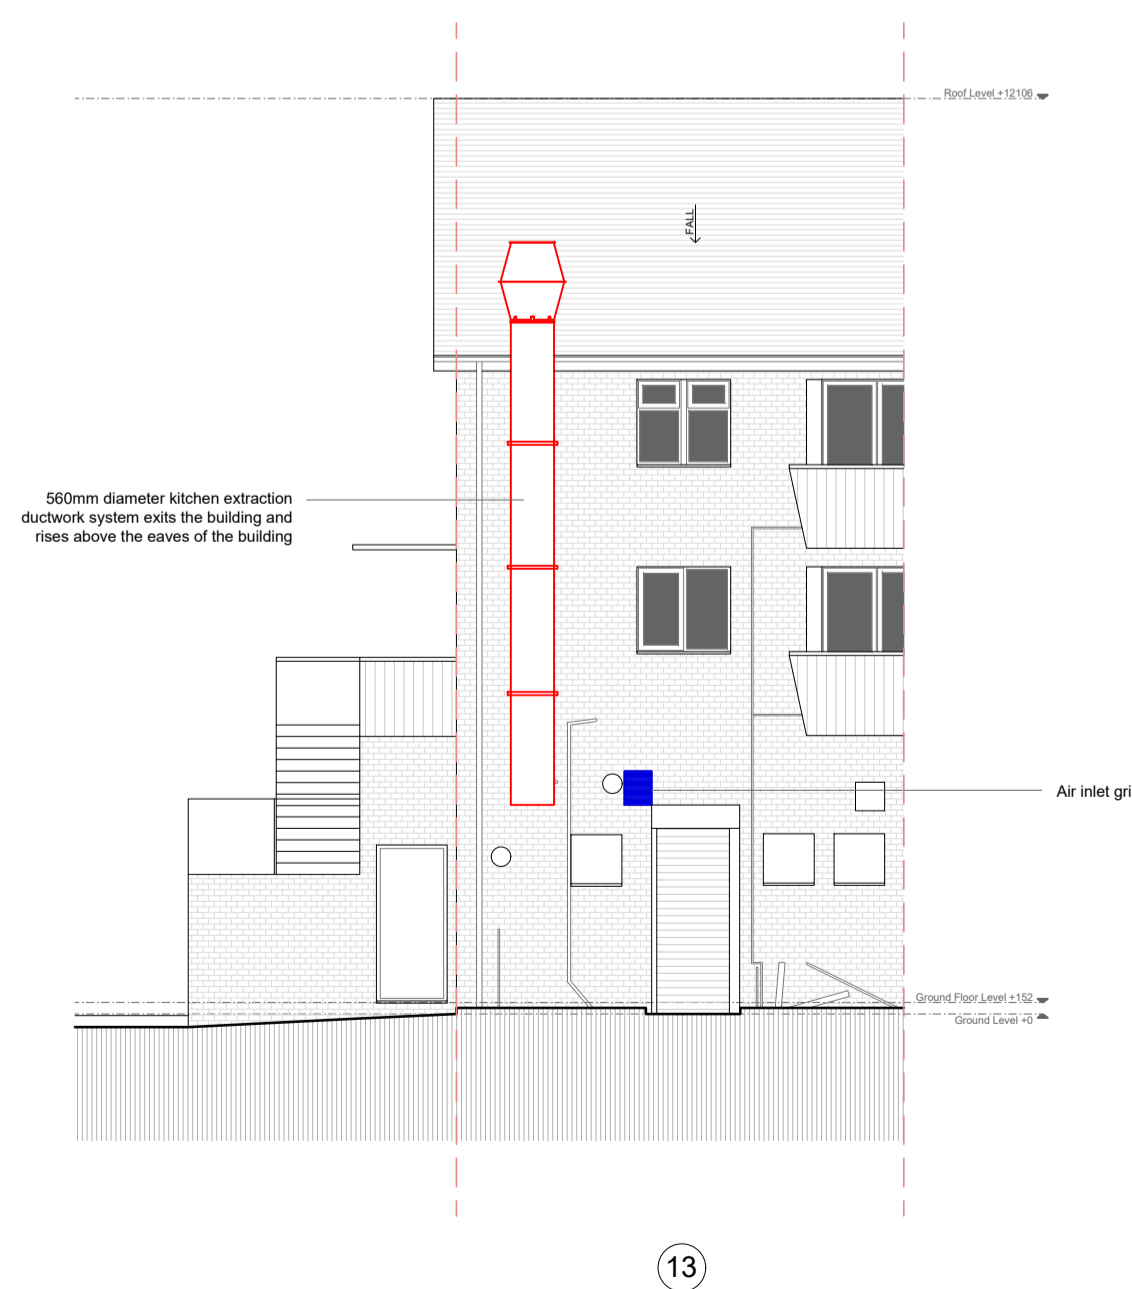 Roof Level +12106
FALL
560mm diameter kitchen extraction
ductwork system exits the building and
rises above the eaves of the building
Air inlet gri
Ground Floor Level +152
Ground Level +0
13